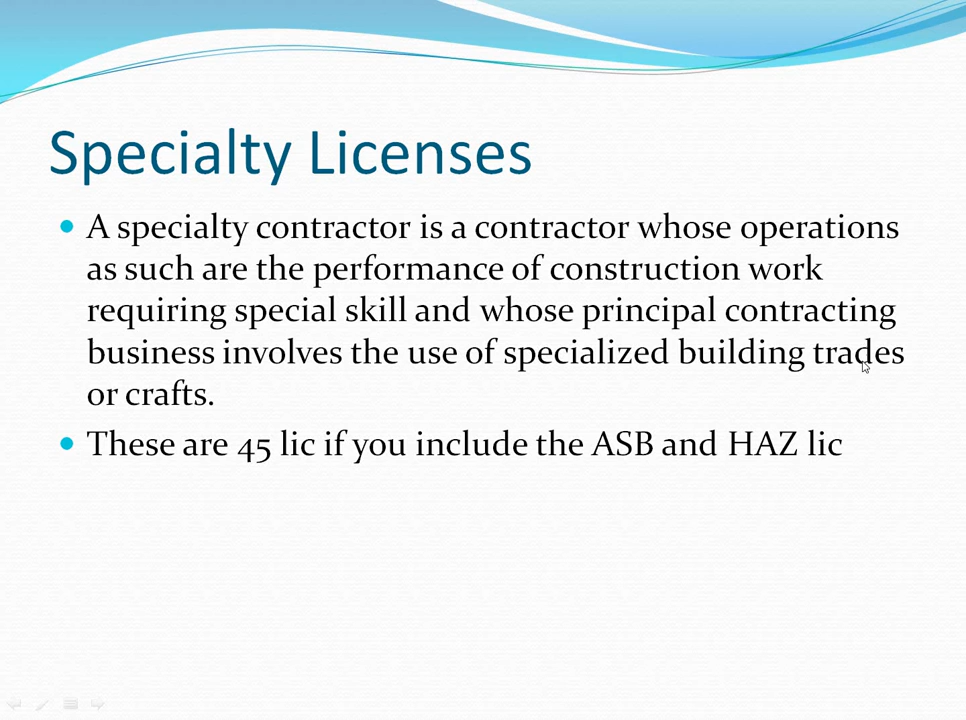 Specialty Licenses
A specialty contractor is a contractor whose operations
as such are the performance of construction work
requiring special skill and whose principal contracting
business involves the use of specialized building trades
or crafts.
These are 45 lic if you include the ASB and HAZ lic